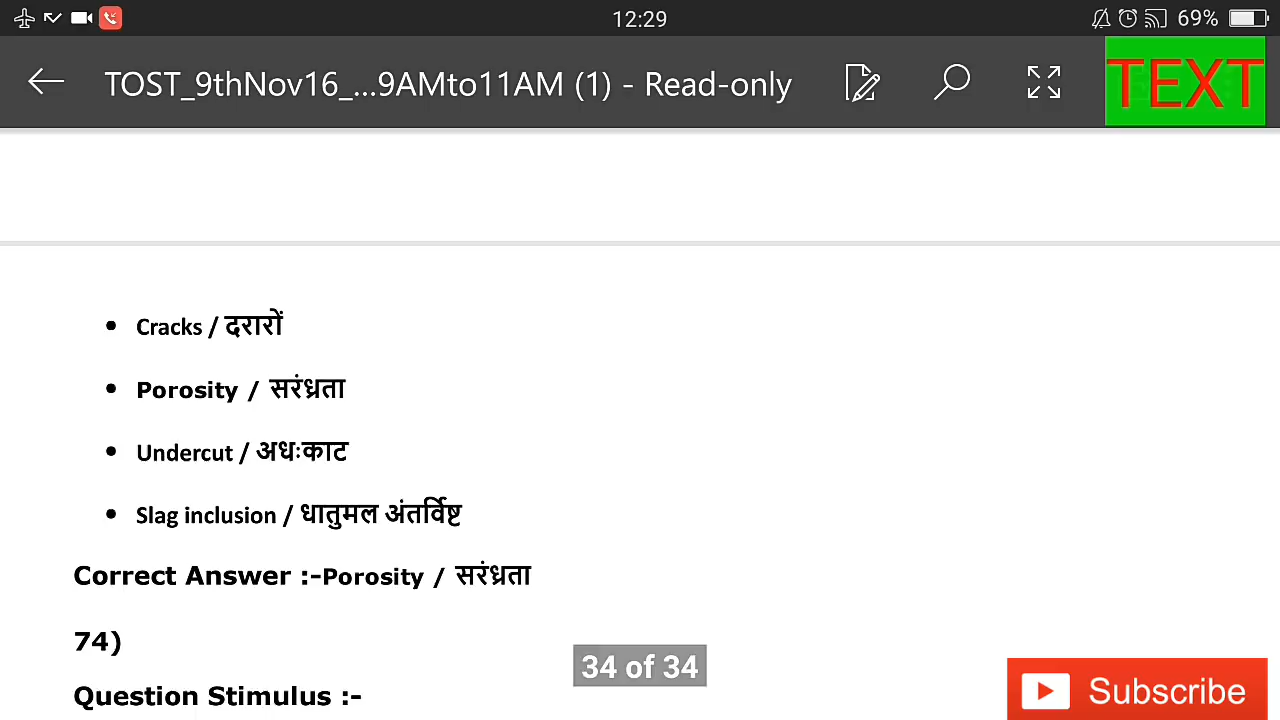 12:29
69%
TOST_9thNov16_...9AMto11AM (1) - Read-only
TEXT
• Cracks / दरारों
• Porosity / सरंध्रता
• Undercut / अधःकाट
• Slag inclusion / धातुमल अंतर्विष्ट
Correct Answer :-Porosity / सरंध्रता
74)
34 of 34
Question Stimulus :-
Subscribe